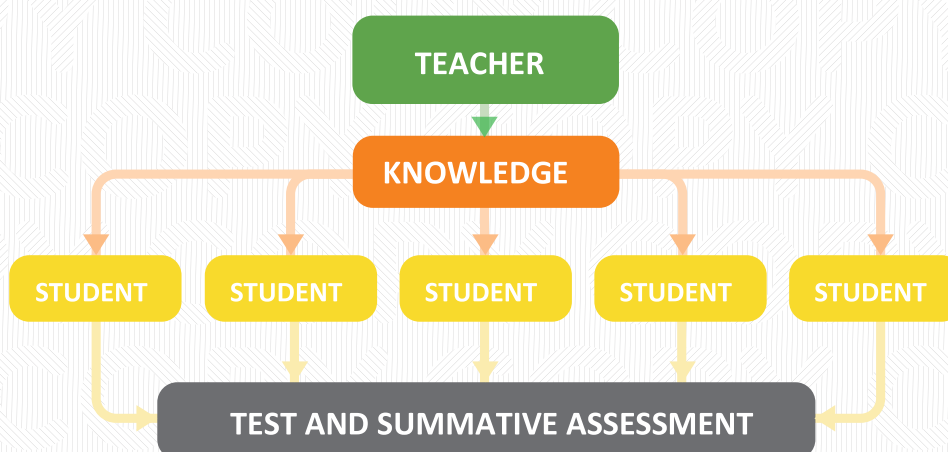 TEACHER
KNOWLEDGE
STUDENT
STUDENT
STUDENT
STUDENT
STUDENT
TEST AND SUMMATIVE ASSESSMENT